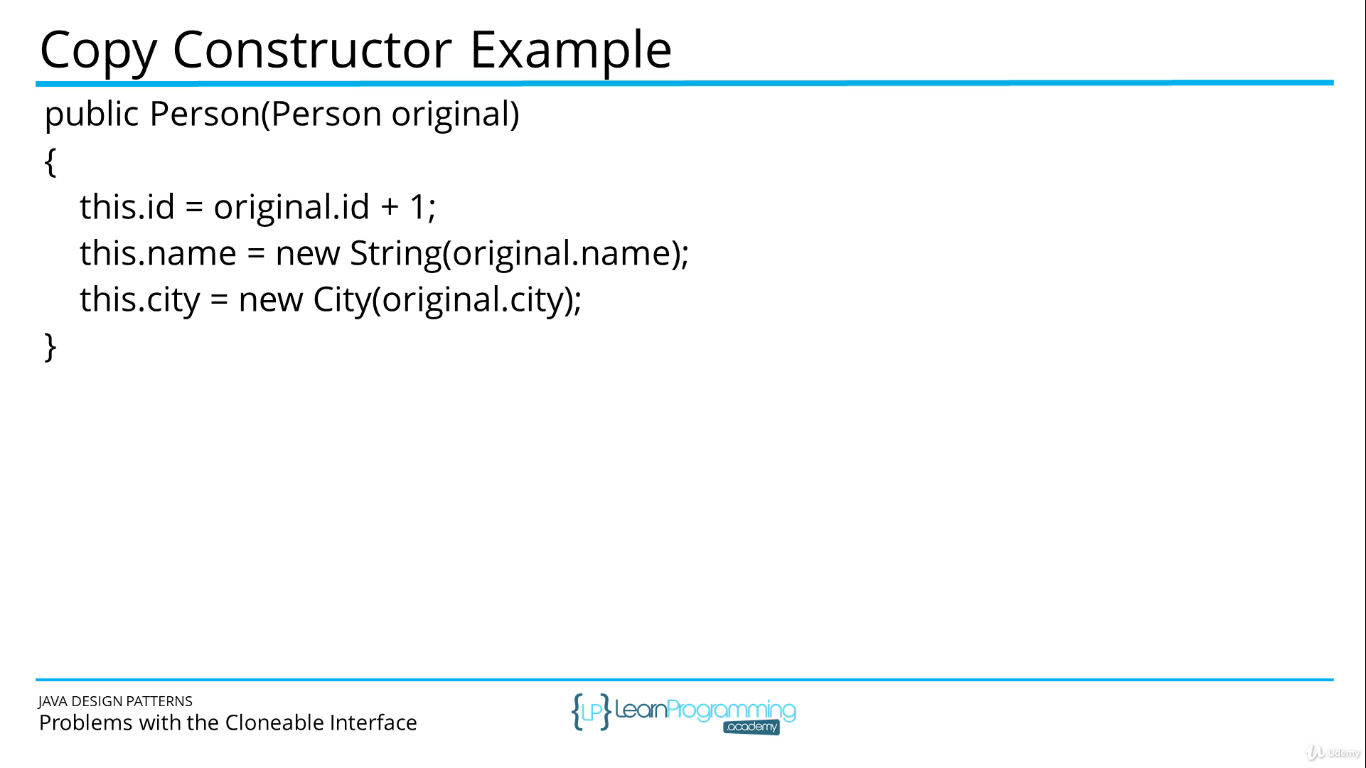 Copy Constructor Example
public Person(Person original)
{
this.id = original.id + 1;
this.name = new String(original.name);
this.city = new City(original.city);
}
JAVA DESIGN PATTERNS
Problems with the Cloneable Interface
{LP} LearnProgramming
.academy
Udemy